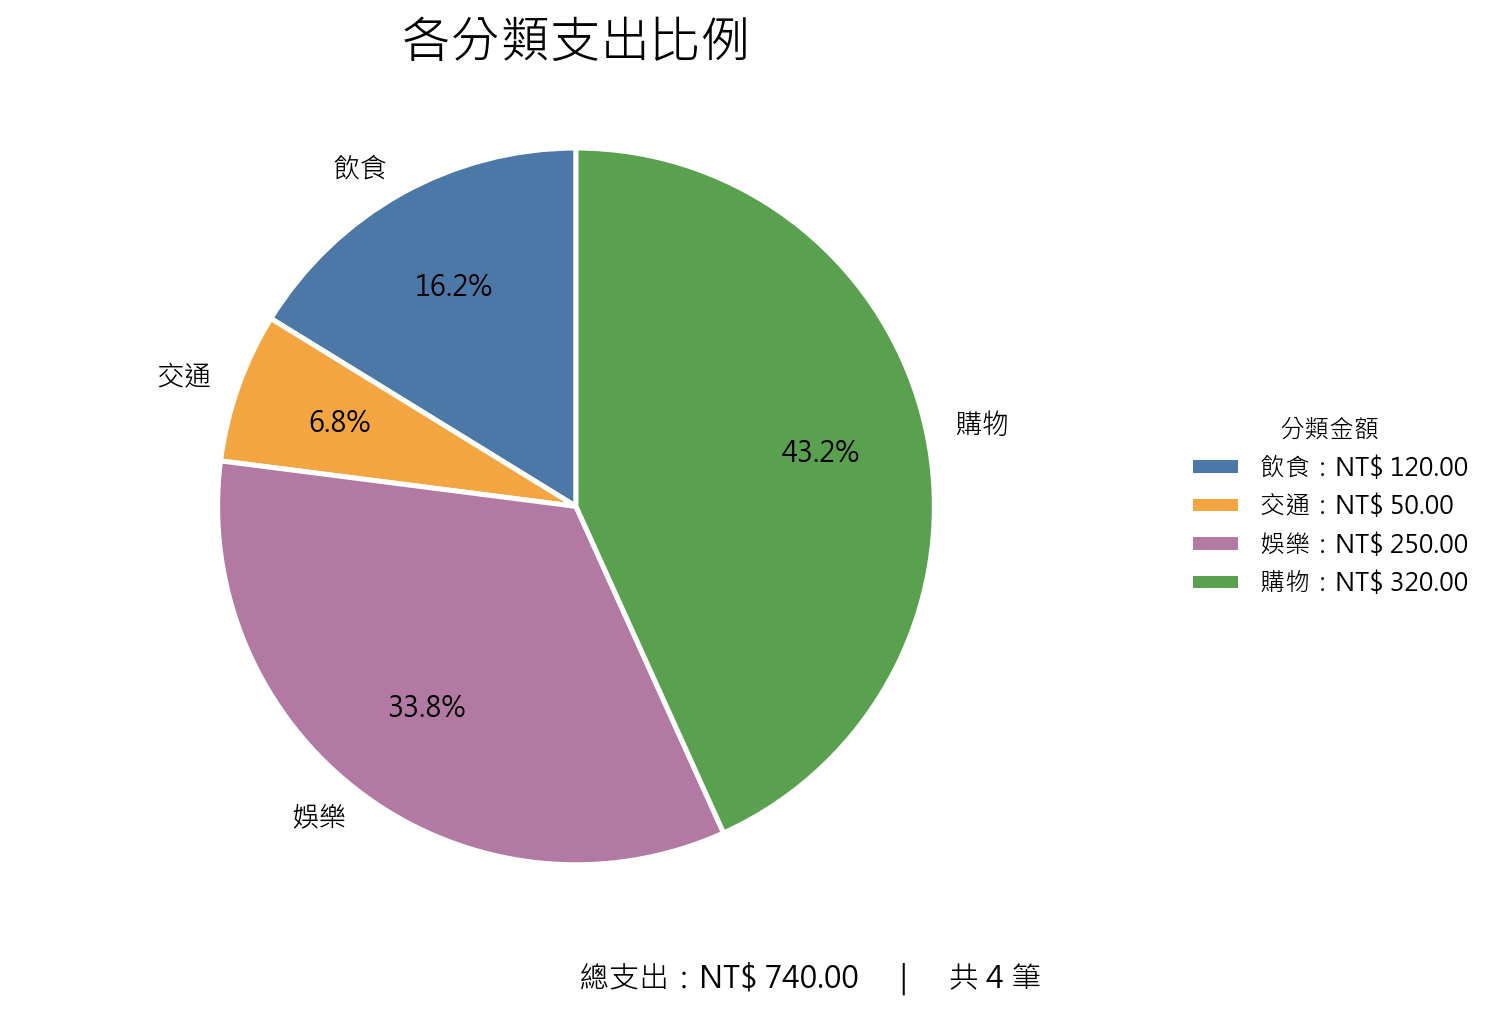 各分類支出比例
飲食
16.2%
交通
6.8%
購物
43.2%
33.8%
娛樂
分類金額
飲食：NT$ 120.00
交通：NT$ 50.00
娛樂：NT$ 250.00
購物：NT$ 320.00
總支出：NT$ 740.00 | 共 4 筆